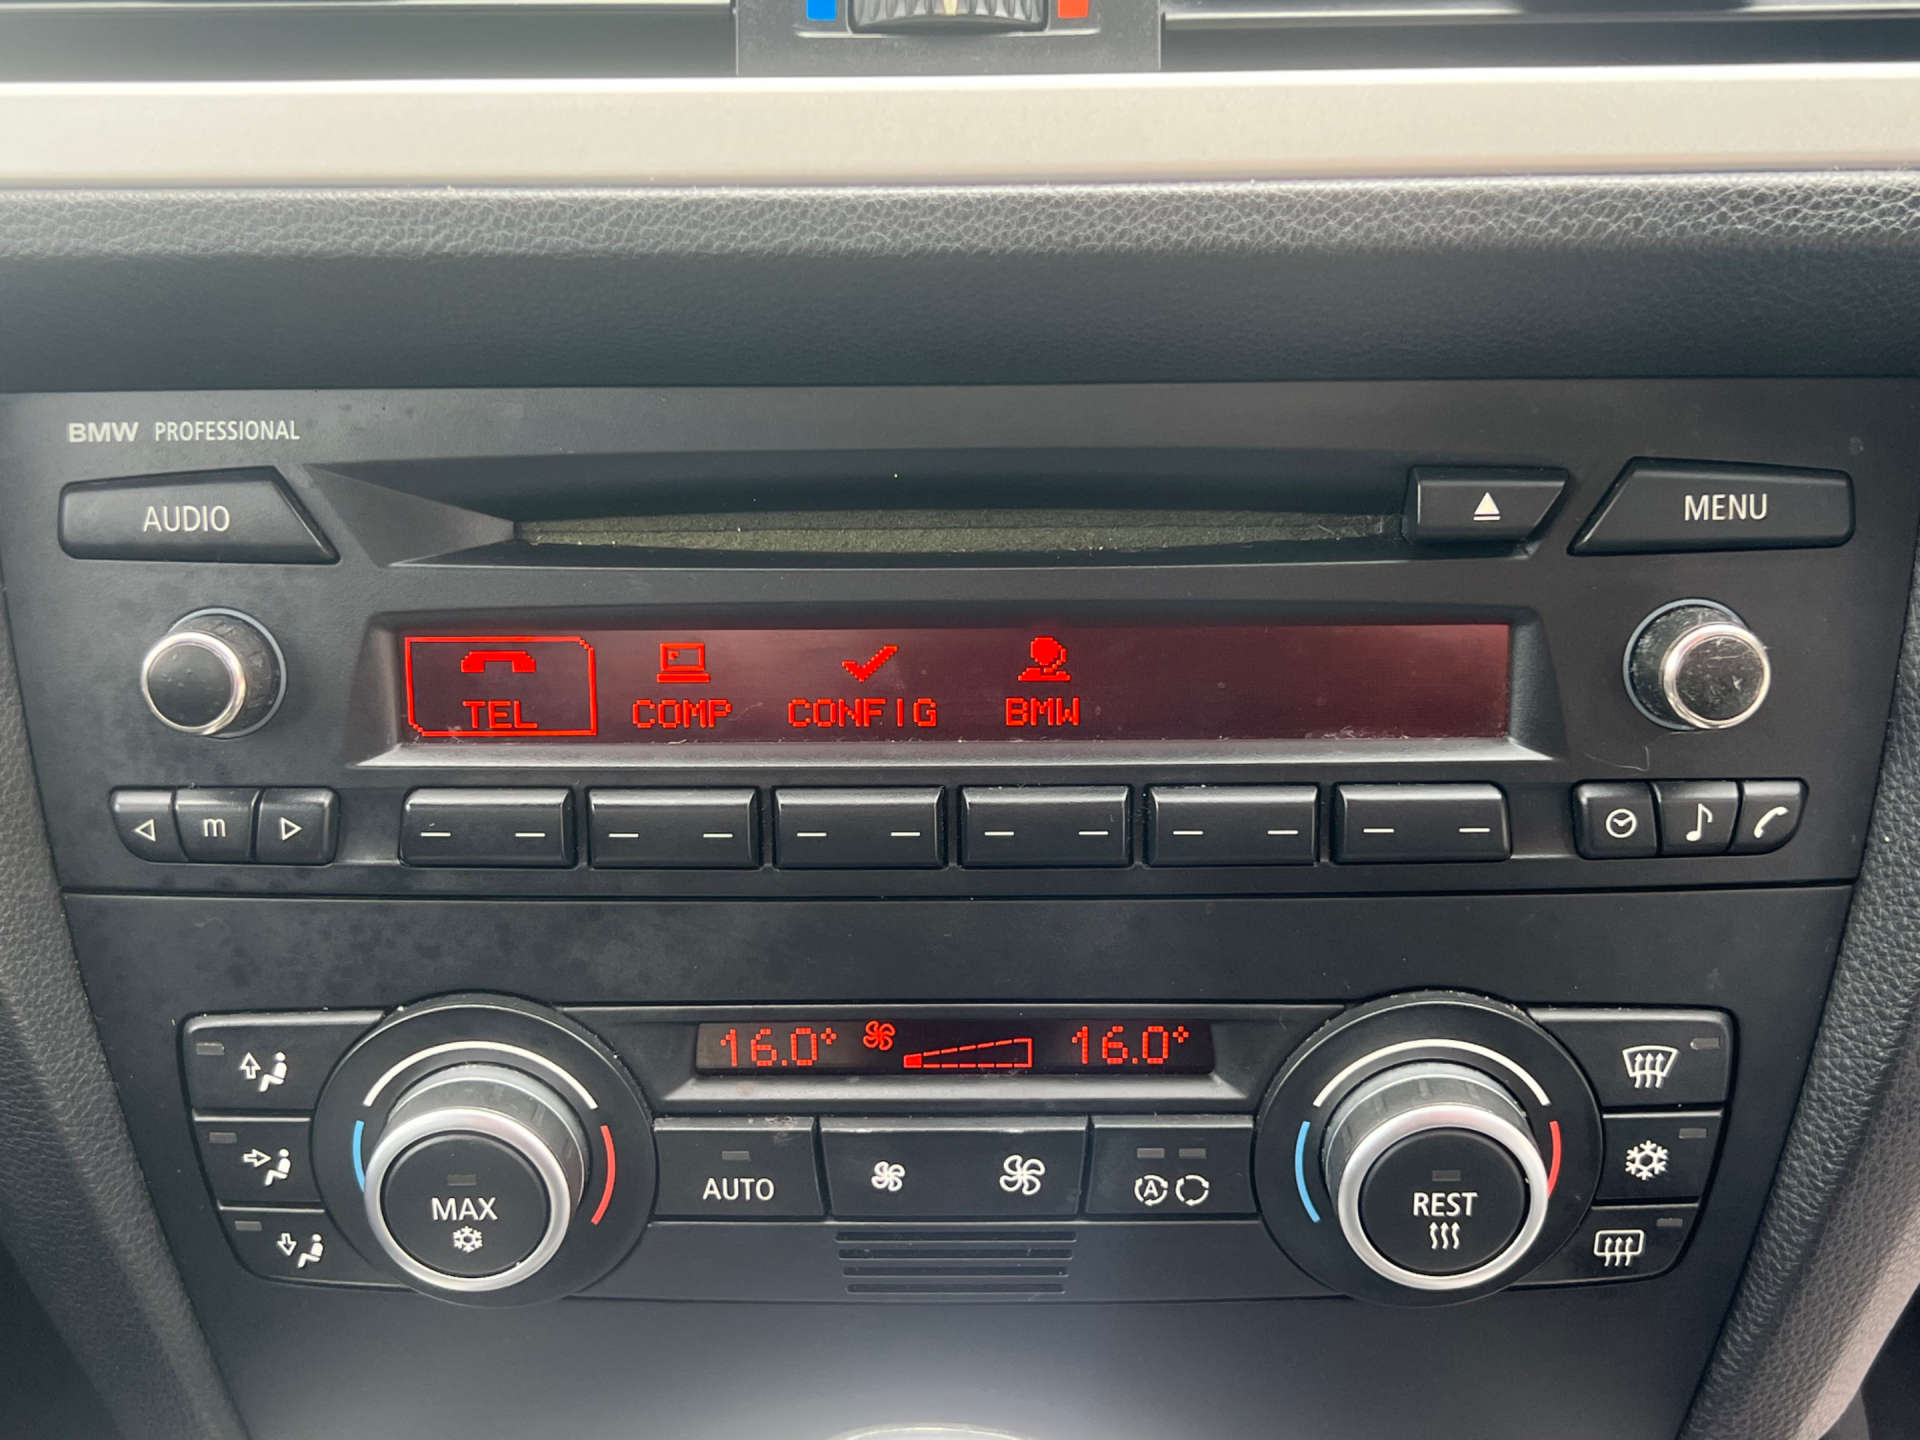 BMW PROFESSIONAL
AUDIO
MENU
TEL COMP CONFIG BMW
m
16.0° 16.0°
MAX
AUTO
A
REST